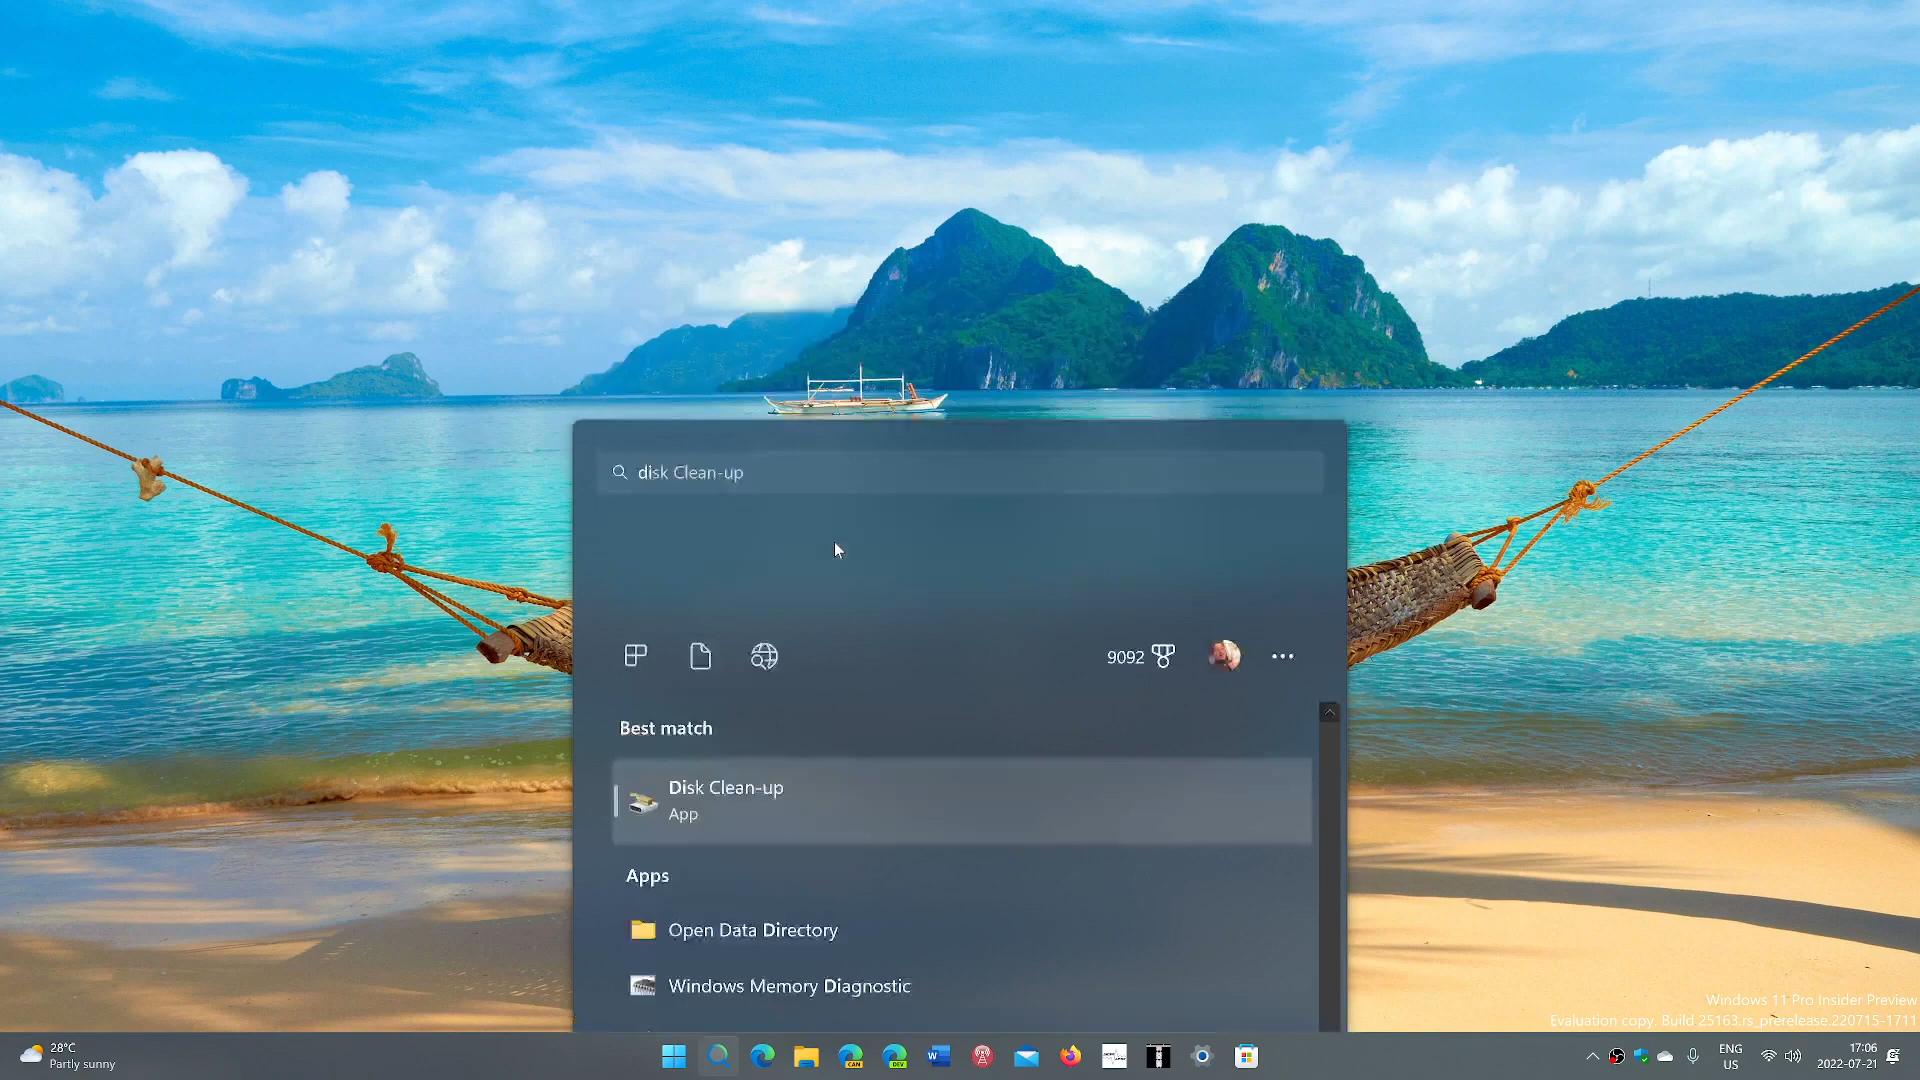 disk Clean-up
9092
Best match
Disk Clean-up
App
Apps
Open Data Directory
Windows Memory Diagnostic
Windows 11 Pro Insider Preview
Evaluation copy. Build 25163.rs_prerelease.220715-1711
28°C
Partly sunny
CAN
DEV
W
ENG
US
17:06
2022-07-21